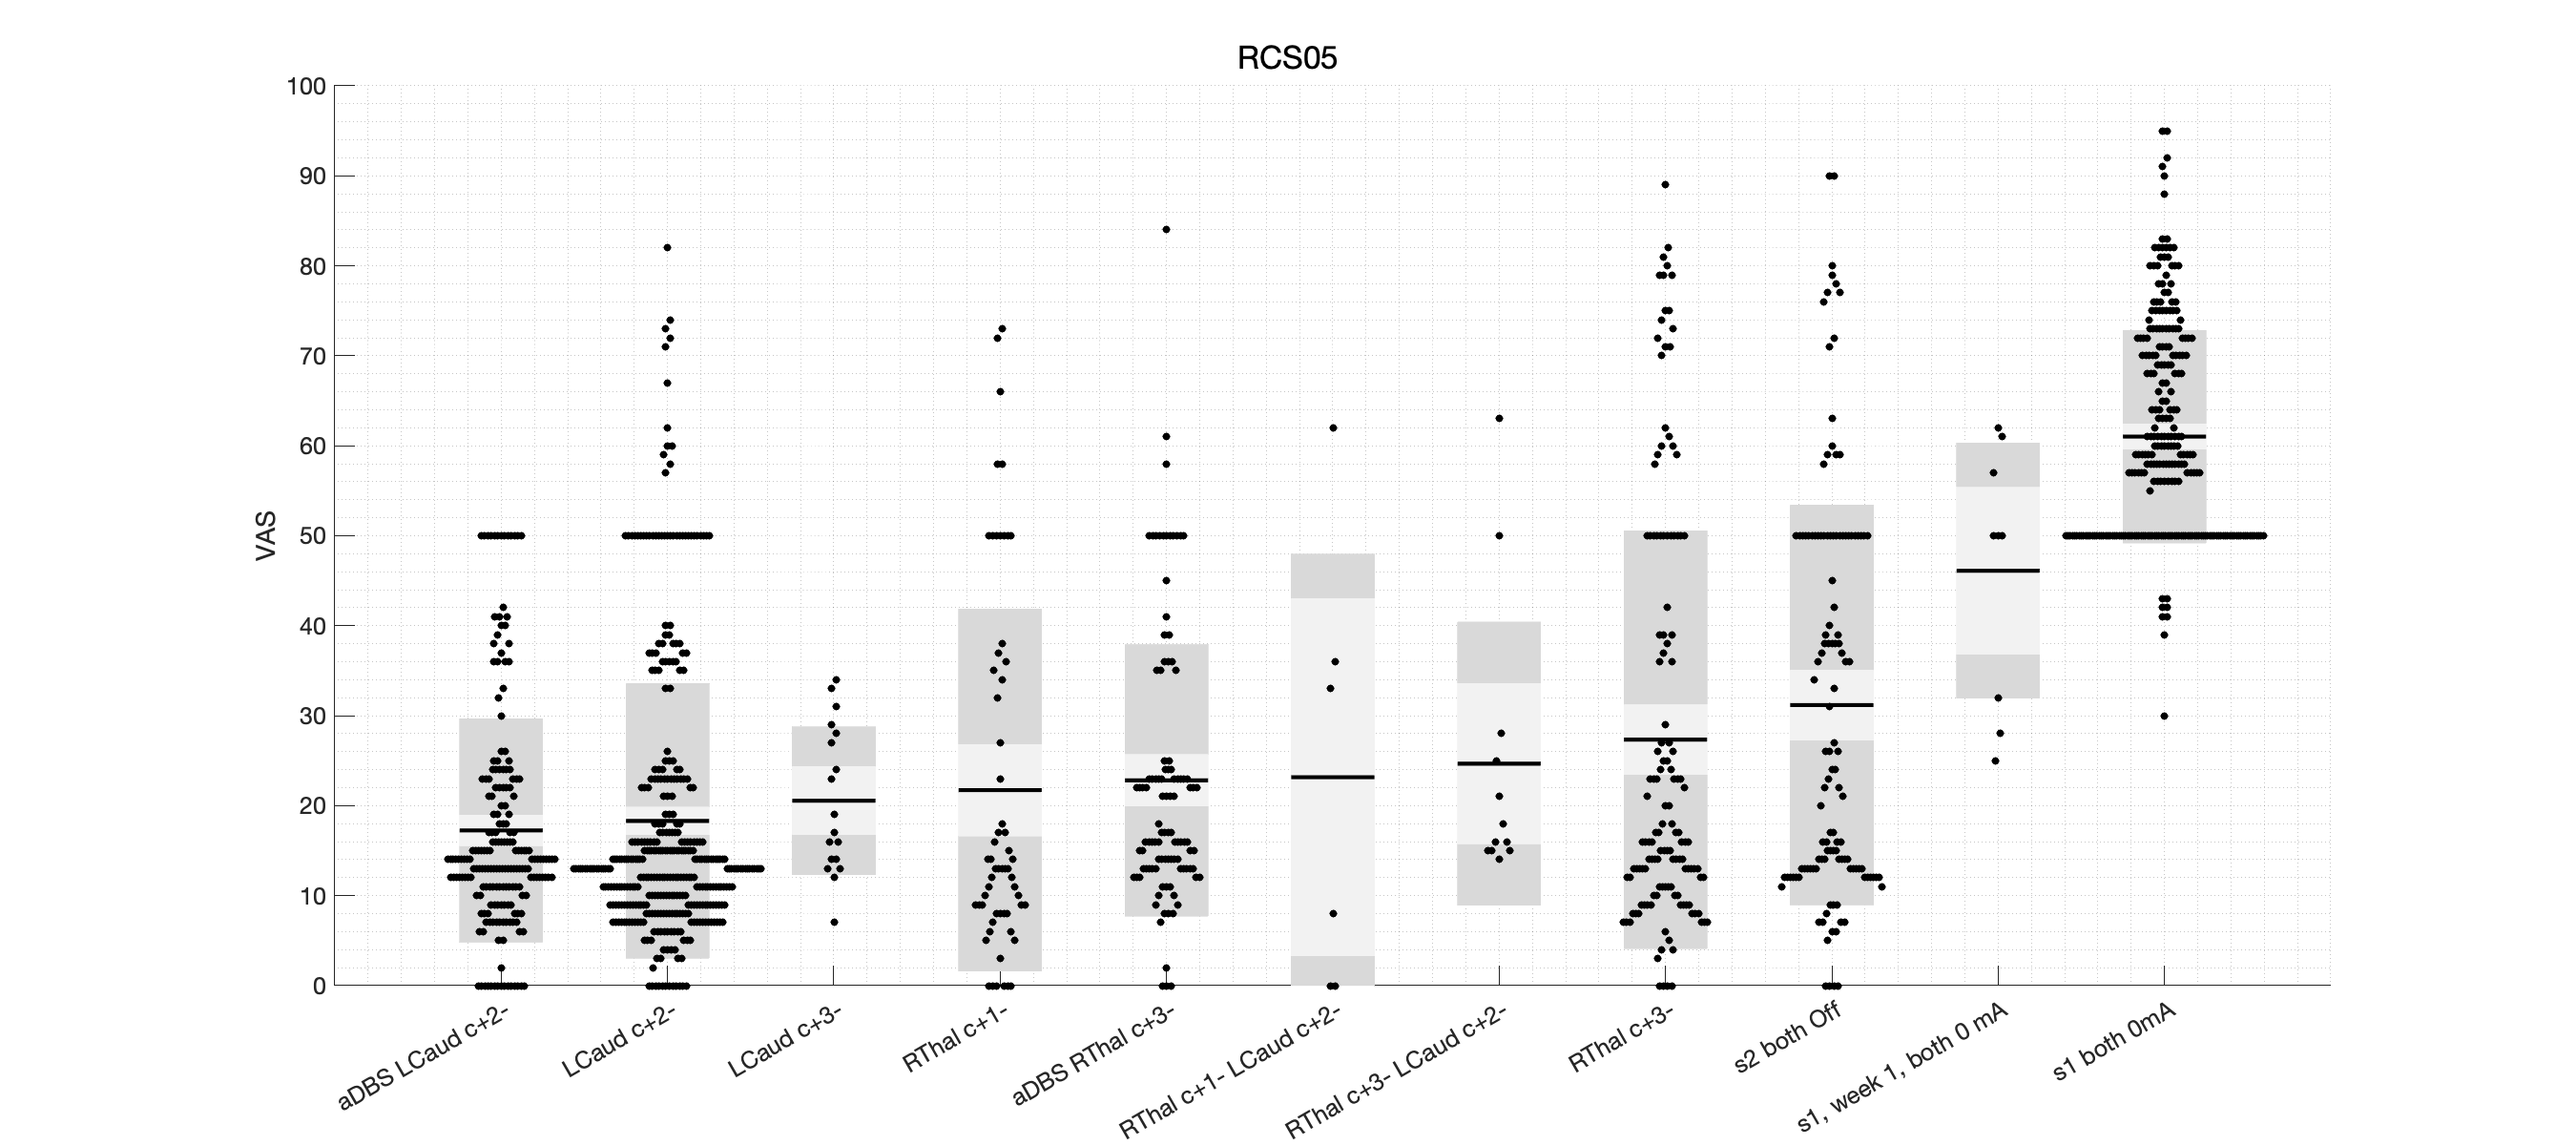 RCS05
100
90
80
70
60
50
40
30
20
10
0
VAS
aDBS LCaud c+2-
LCaud c+2-
LCaud c+3-
RThal c+1-
aDBS RThal c+3-
RThal c+1- LCaud c+2-
RThal c+3- LCaud c+2-
RThal c+3-
s2 both Off
s1, week 1, both 0 mA
s1 both 0mA